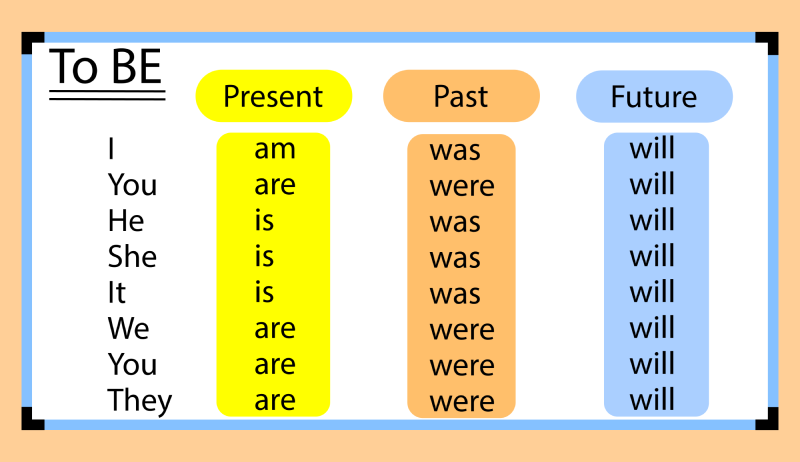 To BE
Present Past Future
I am was will
You are were will
He is was will
She is was will
It is was will
We are were will
You are were will
They are were will